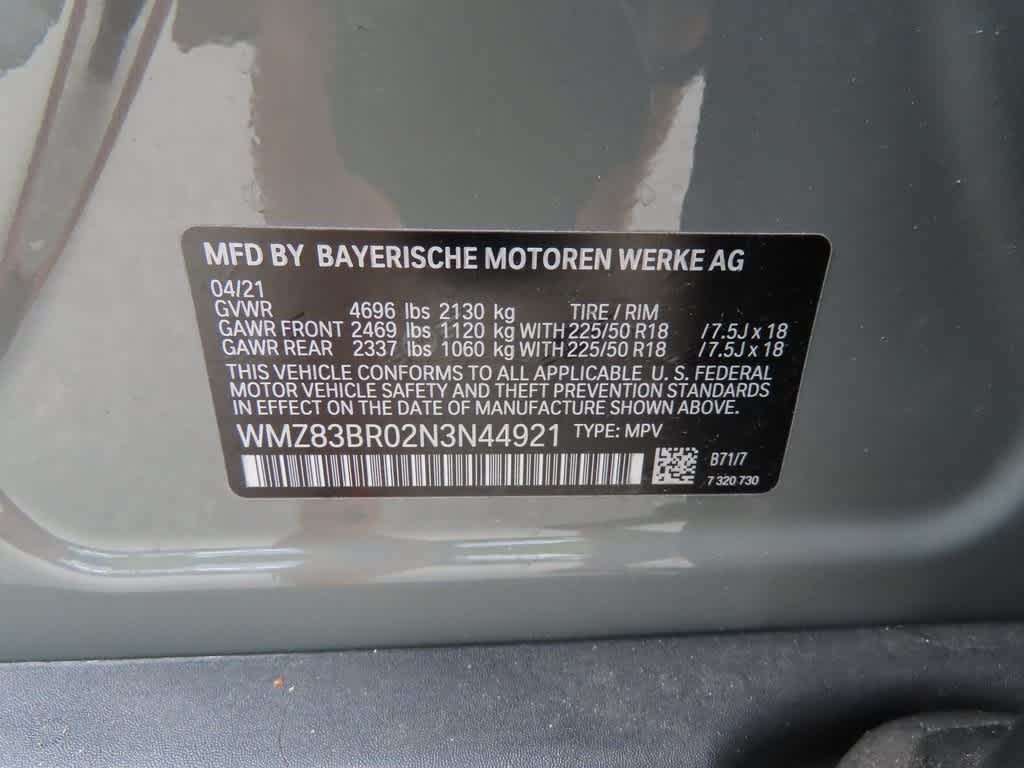 MFD BY BAYERISCHE MOTOREN WERKE AG
04/21
GVWR 4696 lbs 2130 kg TIRE / RIM
GAWR FRONT 2469 lbs 1120 kg WITH 225/50 R18 / 7.5J x 18
GAWR REAR 2337 lbs 1060 kg WITH 225/50 R18 / 7.5J x 18
THIS VEHICLE CONFORMS TO ALL APPLICABLE U. S. FEDERAL
MOTOR VEHICLE SAFETY AND THEFT PREVENTION STANDARDS
IN EFFECT ON THE DATE OF MANUFACTURE SHOWN ABOVE.
WMZ83BR02N3N44921 TYPE: MPV
B71/7
7 320 730